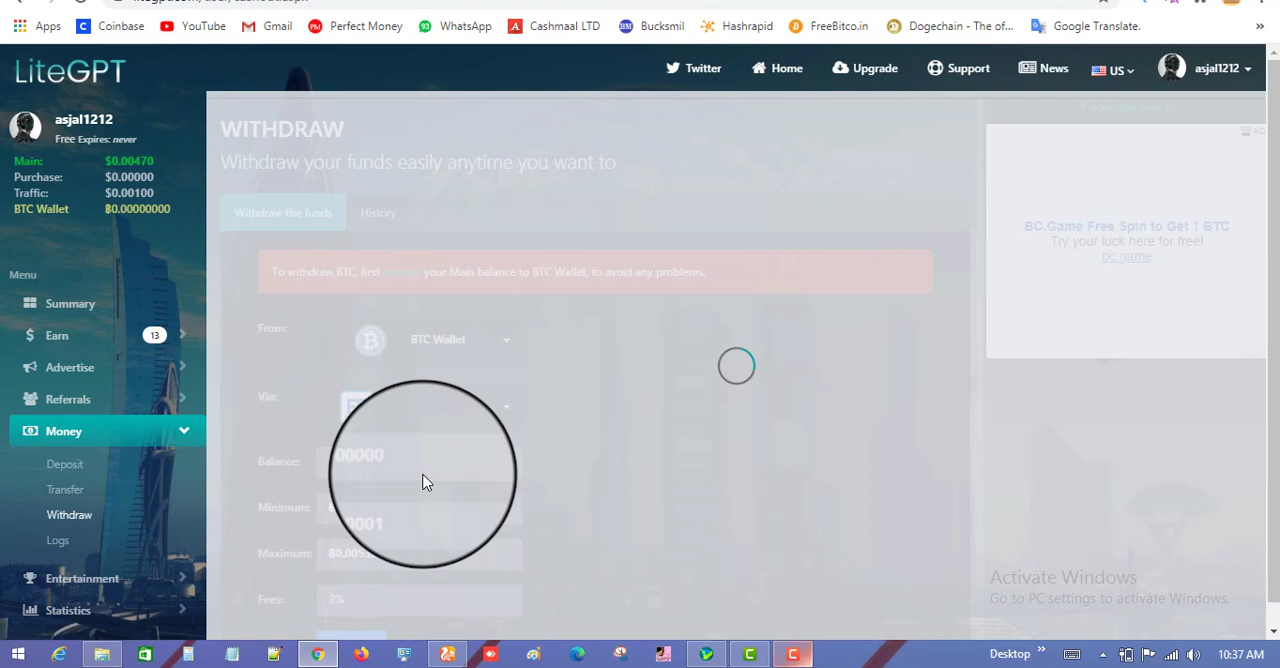 Apps
Coinbase
YouTube
Gmail
Perfect Money
WhatsApp
Cashmaal LTD
Bucksmil
Hashrapid
FreeBitco.in
Dogechain - The of...
Google Translate.
»
LiteGPT
Twitter
Home
Upgrade
Support
News
US
asjal1212
asjal1212
Free Expires: never
Main: $0.00470
Purchase: $0.00000
Traffic: $0.00100
BTC Wallet ฿0.00000000
Menu
Summary
Earn 13
Advertise
Referrals
Money
Deposit
Transfer
Withdraw
Logs
Entertainment
Statistics
WITHDRAW
Withdraw your funds easily anytime you want to
Withdraw the funds
History
To withdraw BTC, first
your Main balance to BTC Wallet, to avoid any problems.
From: BTC Wallet
Via:
Balance: 00000
Minimum: 0001
Maximum:
Fees: 2%
AD
BC.Game Free Spin to Get 1 BTC
Try your luck here for free!
bc.game
Activate Windows
Go to PC settings to activate Windows.
Desktop »
10:37 AM